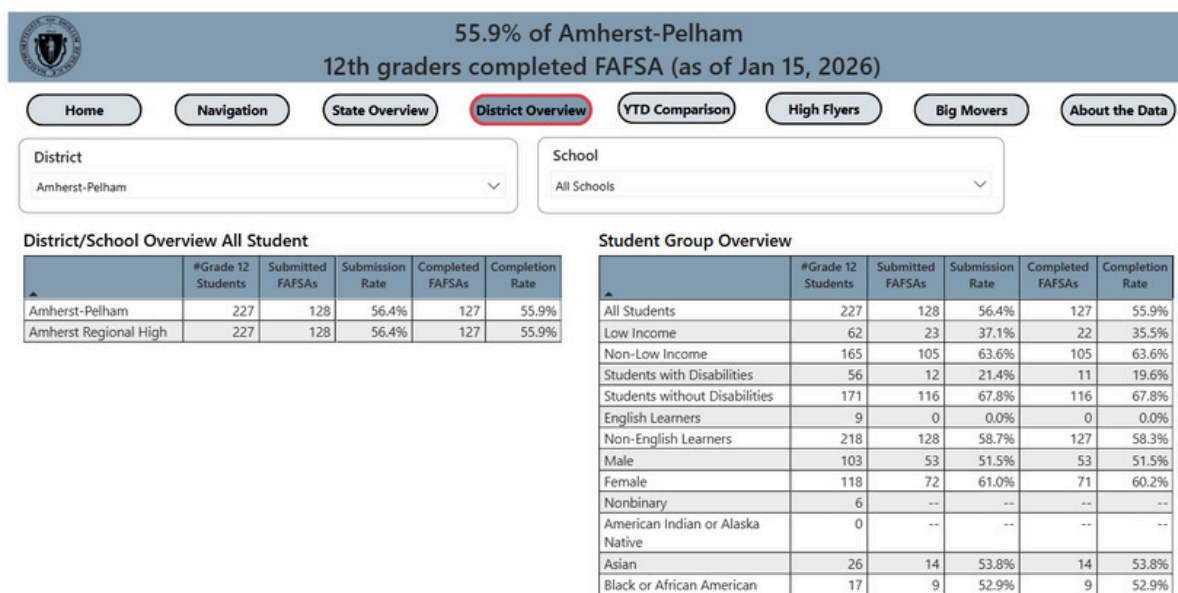 55.9% of Amherst-Pelham
12th graders completed FAFSA (as of Jan 15, 2026)
Home Navigation State Overview District Overview YTD Comparison High Flyers Big Movers About the Data
District
Amherst-Pelham
School
All Schools
District/School Overview All Student
#Grade 12 Students Submitted FAFSAs Submission Rate Completed FAFSAs Completion Rate
Amherst-Pelham 227 128 56.4% 127 55.9%
Amherst Regional High 227 128 56.4% 127 55.9%
Student Group Overview
#Grade 12 Students Submitted FAFSAs Submission Rate Completed FAFSAs Completion Rate
All Students 227 128 56.4% 127 55.9%
Low Income 62 23 37.1% 22 35.5%
Non-Low Income 165 105 63.6% 105 63.6%
Students with Disabilities 56 12 21.4% 11 19.6%
Students without Disabilities 171 116 67.8% 116 67.8%
English Learners 9 0 0.0% 0 0.0%
Non-English Learners 218 128 58.7% 127 58.3%
Male 103 53 51.5% 53 51.5%
Female 118 72 61.0% 71 60.2%
Nonbinary 6 -- -- -- --
American Indian or Alaska Native 0 -- -- -- --
Asian 26 14 53.8% 14 53.8%
Black or African American 17 9 52.9% 9 52.9%